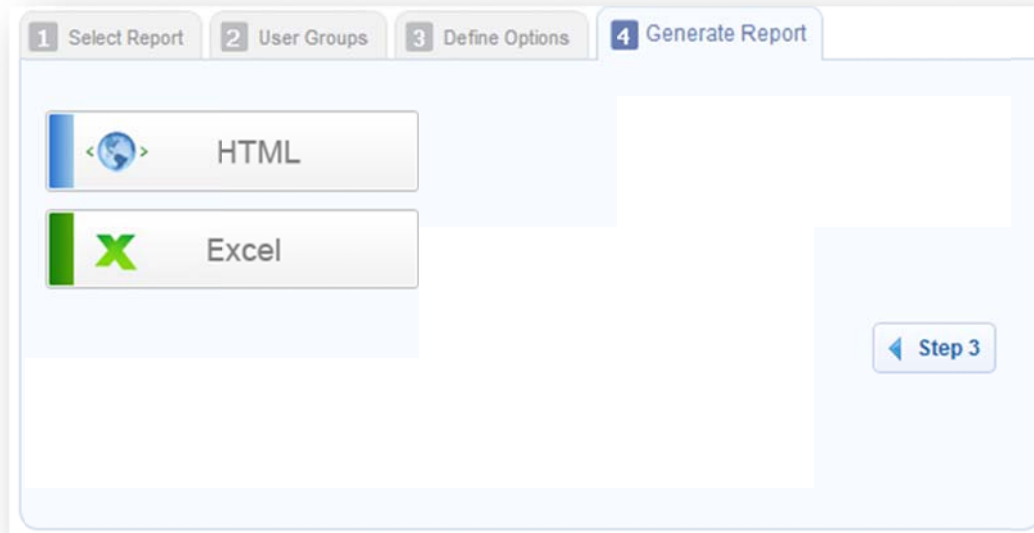 1 Select Report 2 User Groups 3 Define Options 4 Generate Report
HTML
Excel
Step 3